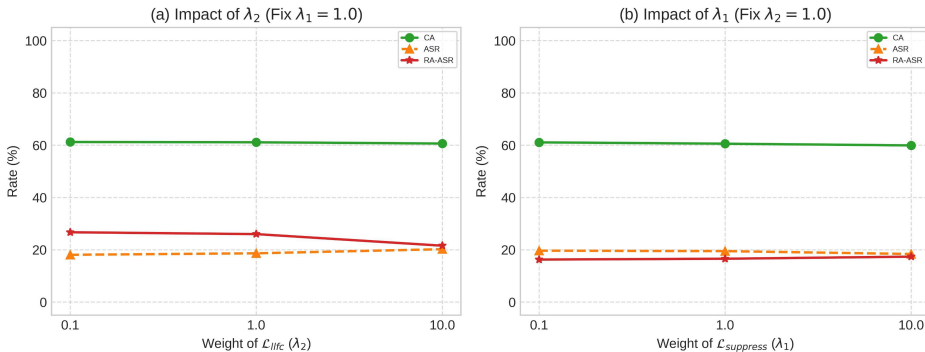 (a) Impact of λ₂ (Fix λ₁ = 1.0)
100
80
60
40
20
0
Rate (%)
CA
ASR
RA-ASR
0.1
1.0
10.0
Weight of ℒ_lifc (λ₂)
(b) Impact of λ₁ (Fix λ₂ = 1.0)
100
80
60
40
20
0
Rate (%)
CA
ASR
RA-ASR
0.1
1.0
10.0
Weight of ℒ_suppress (λ₁)